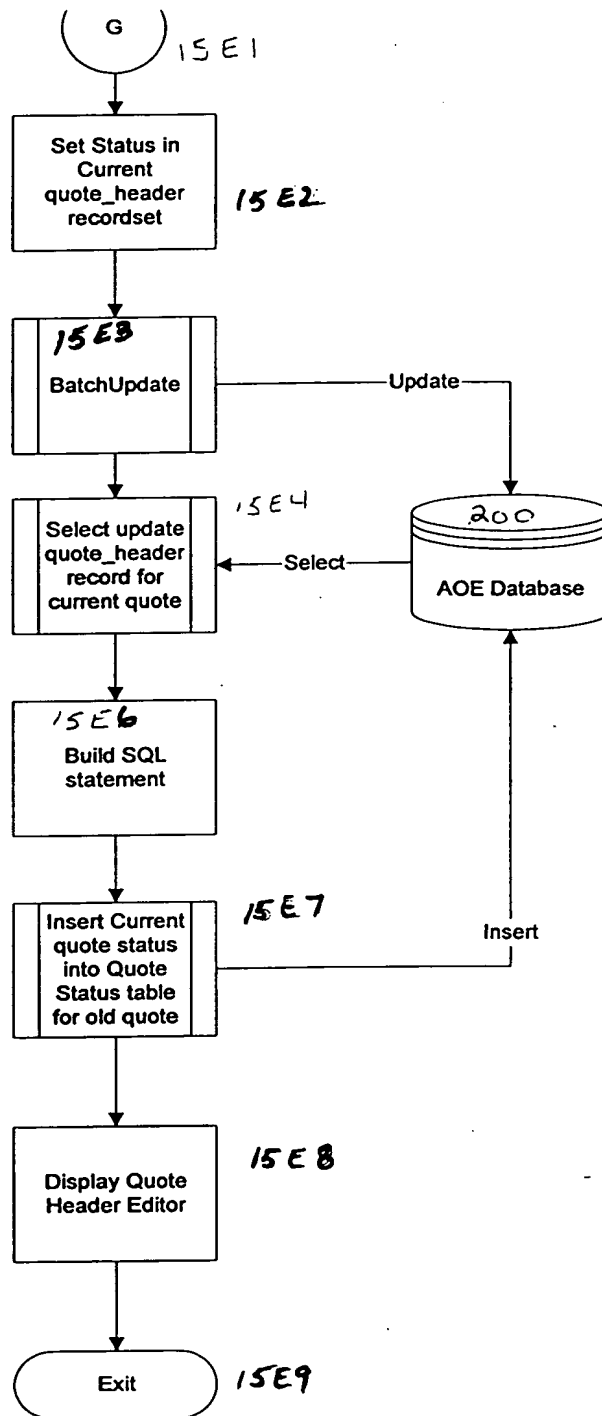 G
15E1
Set Status in
Current
quote_header
recordset
15E2
15E3
BatchUpdate
Update
15E4
Select update
quote_header
record for
current quote
Select
200
AOE Database
15E6
Build SQL
statement
15E7
Insert Current
quote status
into Quote
Status table
for old quote
Insert
15E8
Display Quote
Header Editor
Exit
15E9